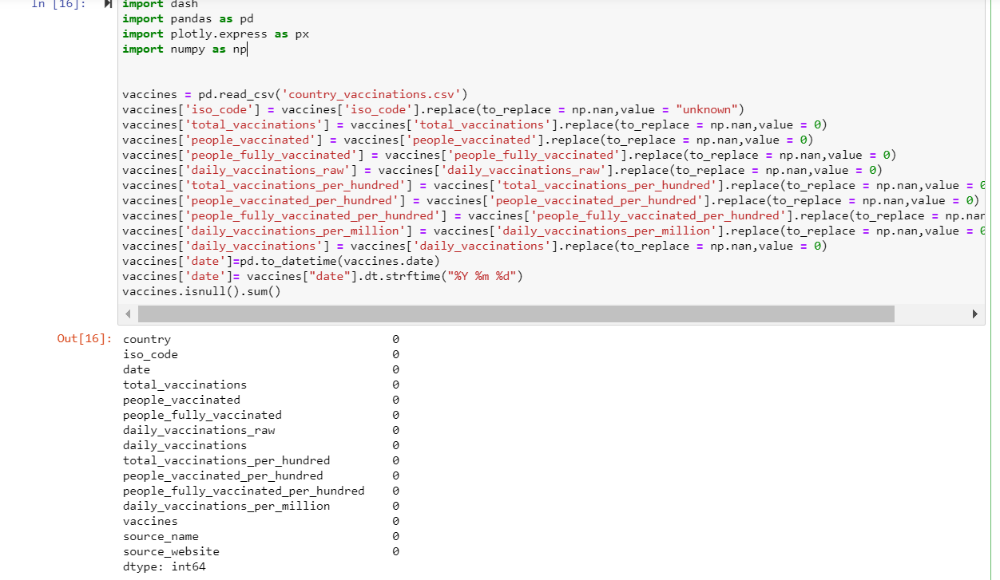 In [16]: import dash
import pandas as pd
import plotly.express as px
import numpy as np
vaccines = pd.read_csv('country_vaccinations.csv')
vaccines['iso_code'] = vaccines['iso_code'].replace(to_replace = np.nan,value = "unknown")
vaccines['total_vaccinations'] = vaccines['total_vaccinations'].replace(to_replace = np.nan,value = 0)
vaccines['people_vaccinated'] = vaccines['people_vaccinated'].replace(to_replace = np.nan,value = 0)
vaccines['people_fully_vaccinated'] = vaccines['people_fully_vaccinated'].replace(to_replace = np.nan,value = 0)
vaccines['daily_vaccinations_raw'] = vaccines['daily_vaccinations_raw'].replace(to_replace = np.nan,value = 0)
vaccines['total_vaccinations_per_hundred'] = vaccines['total_vaccinations_per_hundred'].replace(to_replace = np.nan,value = 0
vaccines['people_vaccinated_per_hundred'] = vaccines['people_vaccinated_per_hundred'].replace(to_replace = np.nan,value = 0)
vaccines['people_fully_vaccinated_per_hundred'] = vaccines['people_fully_vaccinated_per_hundred'].replace(to_replace = np.nan
vaccines['daily_vaccinations_per_million'] = vaccines['daily_vaccinations_per_million'].replace(to_replace = np.nan,value = 0
vaccines['daily_vaccinations'] = vaccines['daily_vaccinations'].replace(to_replace = np.nan,value = 0)
vaccines['date']=pd.to_datetime(vaccines.date)
vaccines['date']= vaccines["date"].dt.strftime("%Y %m %d")
vaccines.isnull().sum()
Out[16]: country 0
iso_code 0
date 0
total_vaccinations 0
people_vaccinated 0
people_fully_vaccinated 0
daily_vaccinations_raw 0
daily_vaccinations 0
total_vaccinations_per_hundred 0
people_vaccinated_per_hundred 0
people_fully_vaccinated_per_hundred 0
daily_vaccinations_per_million 0
vaccines 0
source_name 0
source_website 0
dtype: int64